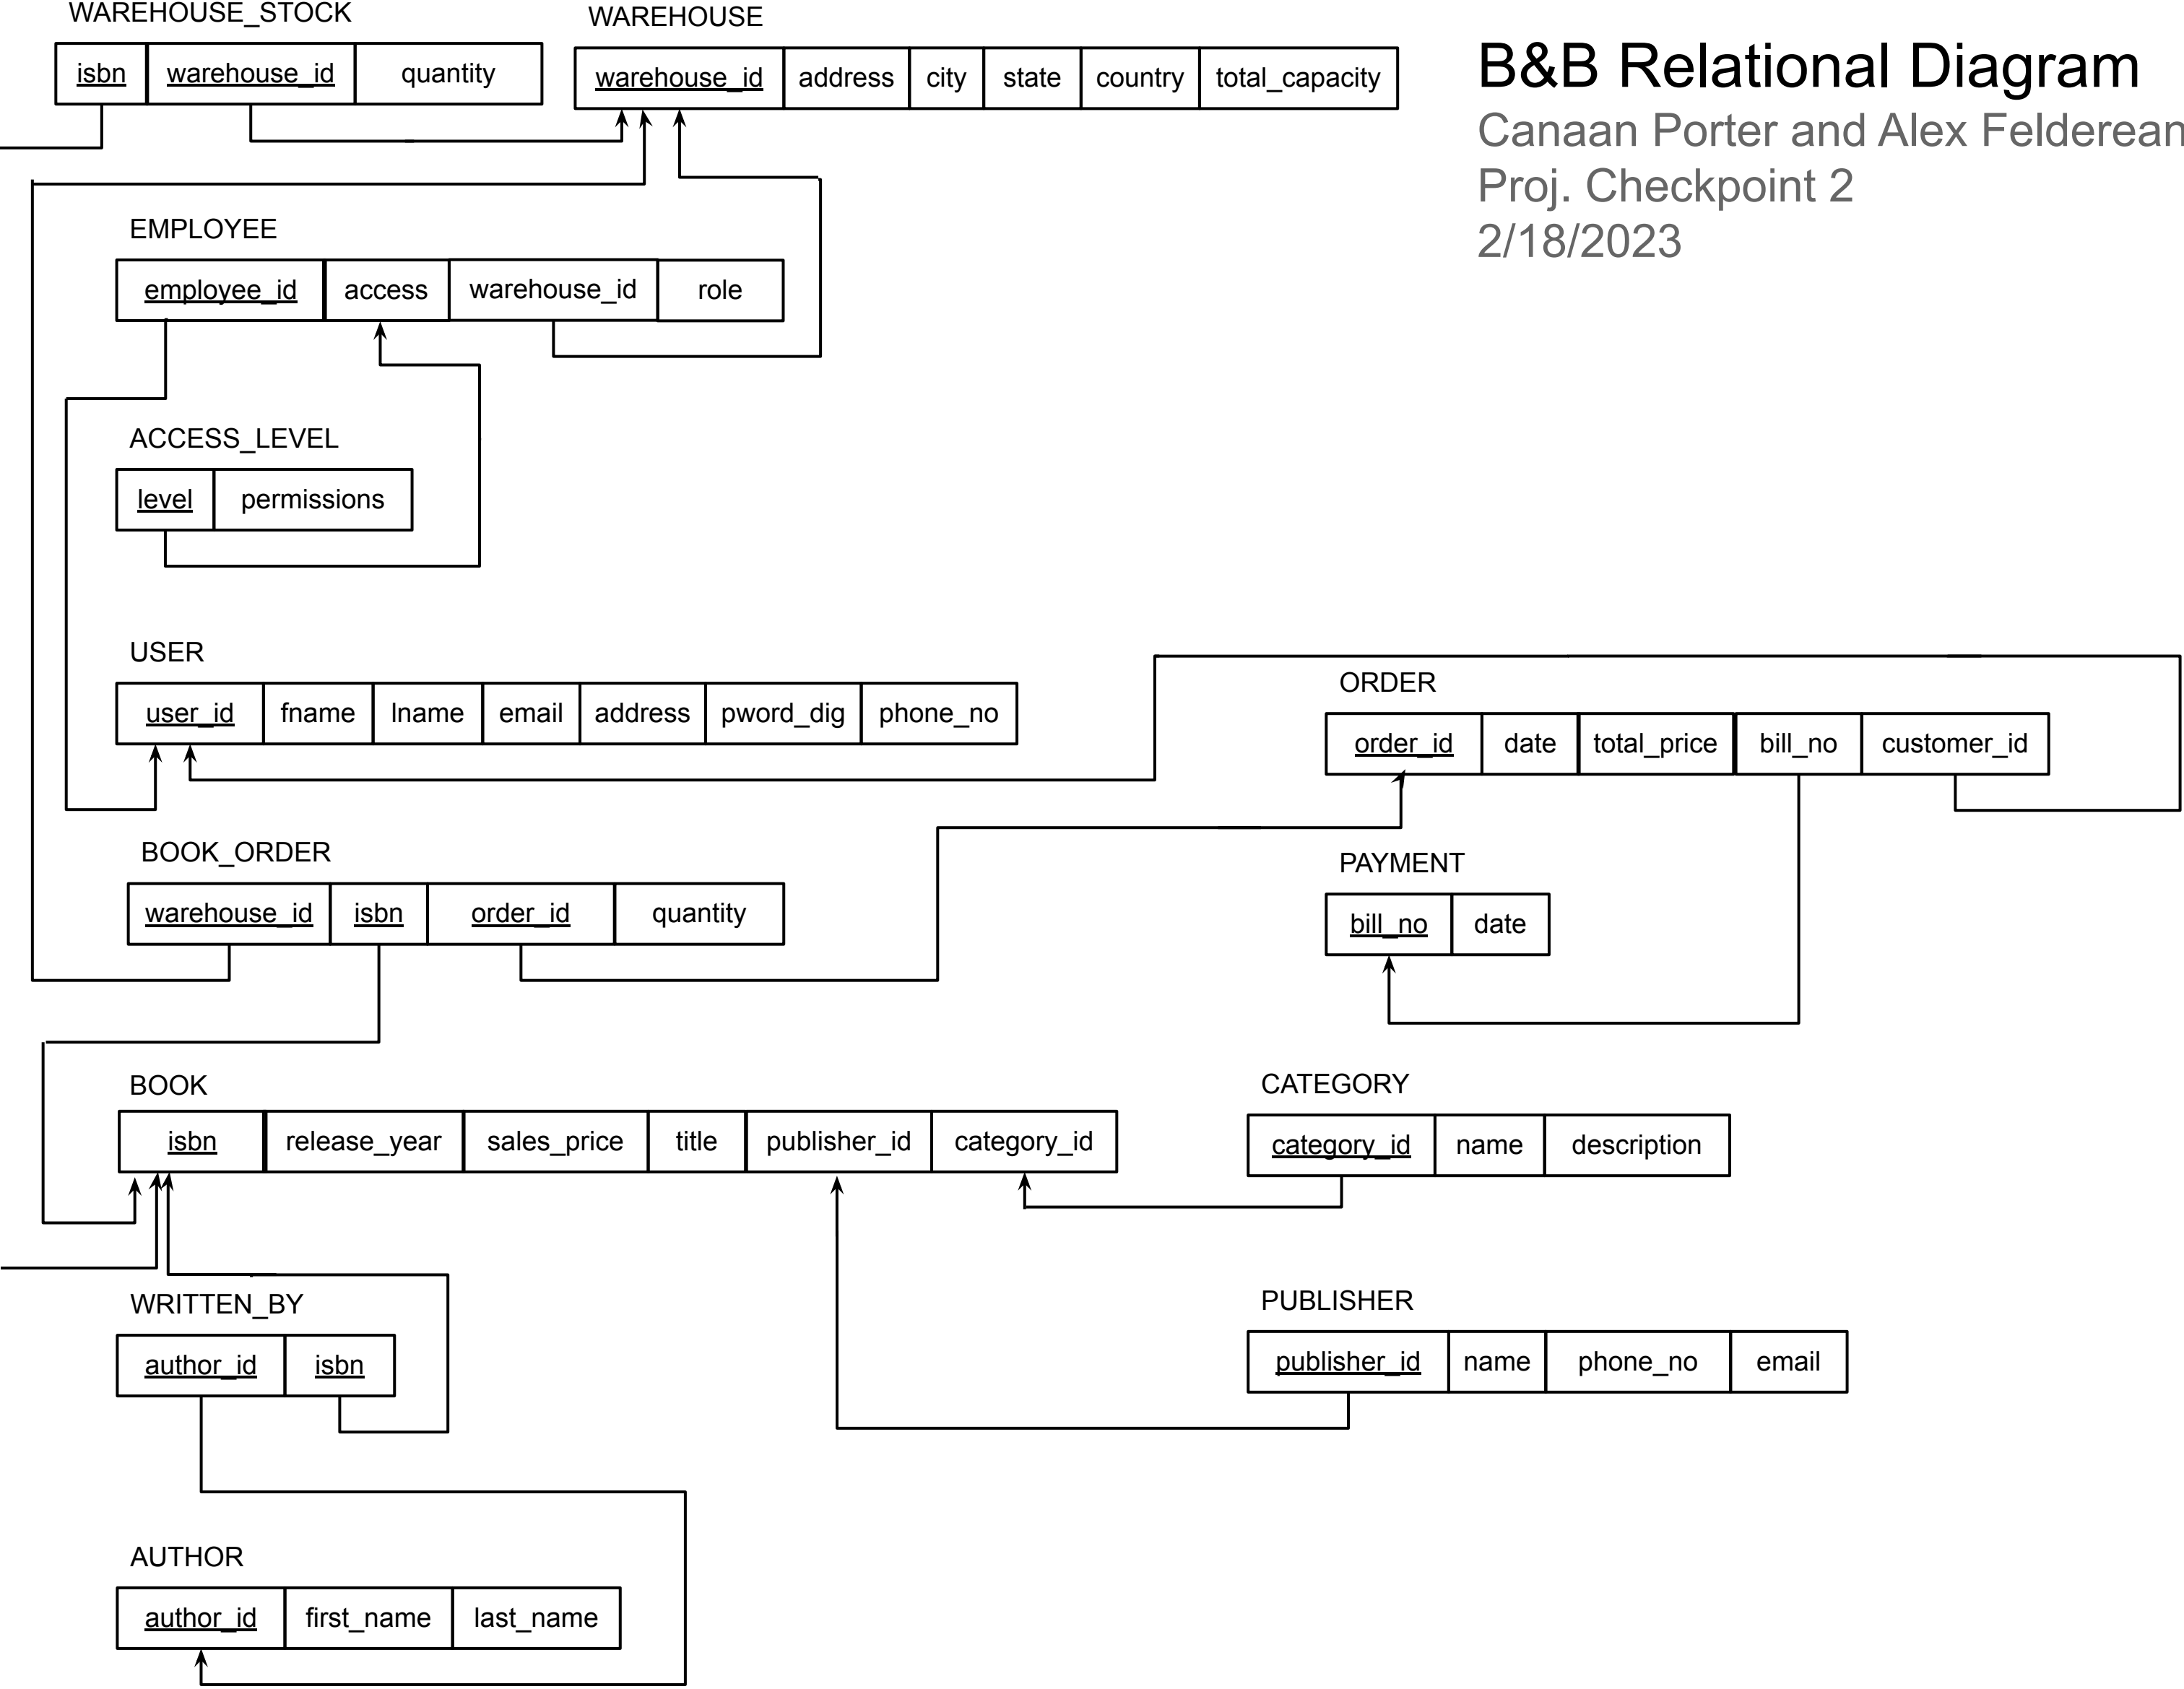 WAREHOUSE_STOCK
isbn warehouse_id quantity
WAREHOUSE
warehouse_id address city state country total_capacity
B&B Relational Diagram
Canaan Porter and Alex Felderean
Proj. Checkpoint 2
2/18/2023
EMPLOYEE
employee_id access warehouse_id role
ACCESS_LEVEL
level permissions
USER
user_id fname lname email address pword_dig phone_no
ORDER
order_id date total_price bill_no customer_id
BOOK_ORDER
warehouse_id isbn order_id quantity
PAYMENT
bill_no date
BOOK
isbn release_year sales_price title publisher_id category_id
CATEGORY
category_id name description
WRITTEN_BY
author_id isbn
PUBLISHER
publisher_id name phone_no email
AUTHOR
author_id first_name last_name